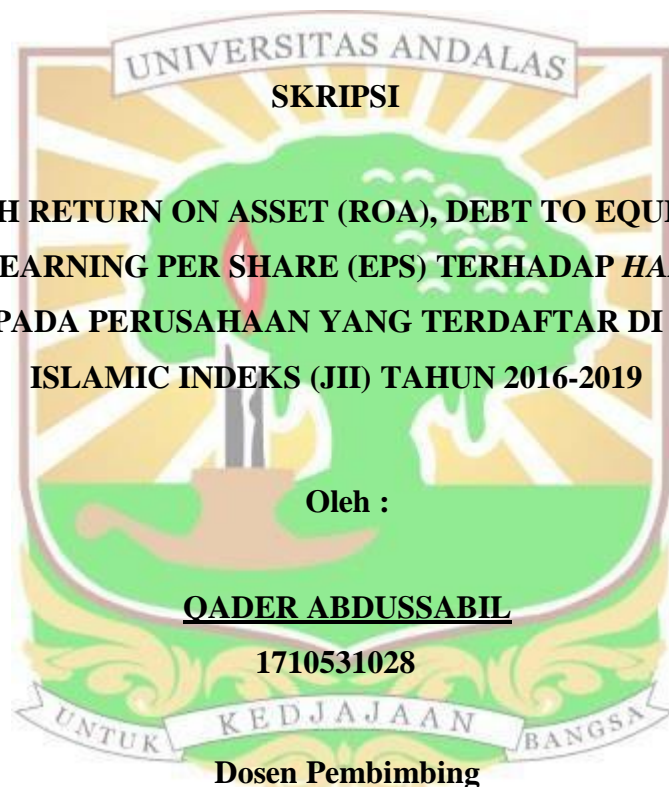 UNIVERSITAS ANDALAS
SKRIPSI
H RETURN ON ASSET (ROA), DEBT TO EQU
EARNING PER SHARE (EPS) TERHADAP HA
PADA PERUSAHAAN YANG TERDAFTAR DI
ISLAMIC INDEKS (JII) TAHUN 2016-2019
Oleh :
QADER ABDUSSABIL
1710531028
UNTUK KEDJAJAAN BANGSA
Dosen Pembimbing